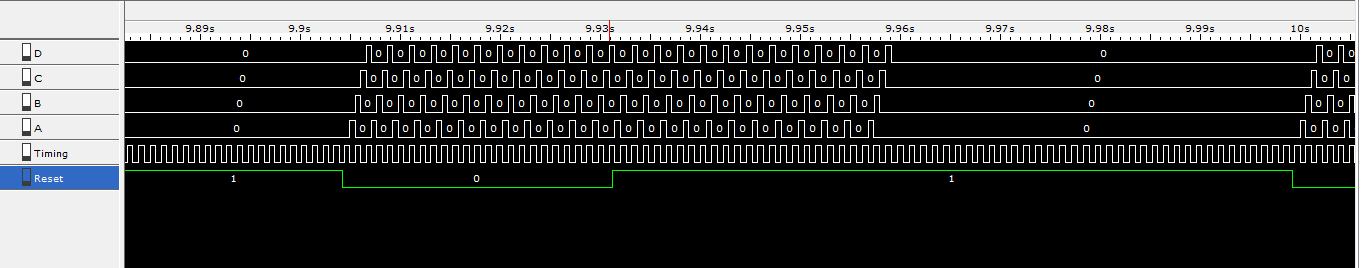 9.89s 9.9s 9.91s 9.92s 9.93s 9.94s 9.95s 9.96s 9.97s 9.98s 9.99s 10s
D 0 0 0 0 0 0 0 0 0 0 0 0 0 0 0 0 0 0 0 0 0 0 0 0 0 0 0 0
C 0 0 0 0 0 0 0 0 0 0 0 0 0 0 0 0 0 0 0 0 0 0 0 0 0 0 0 0
B 0 0 0 0 0 0 0 0 0 0 0 0 0 0 0 0 0 0 0 0 0 0 0 0 0 0 0 0
A 0 0 0 0 0 0 0 0 0 0 0 0 0 0 0 0 0 0 0 0 0 0 0 0 0 0 0 0
Timing
Reset 1 0 1